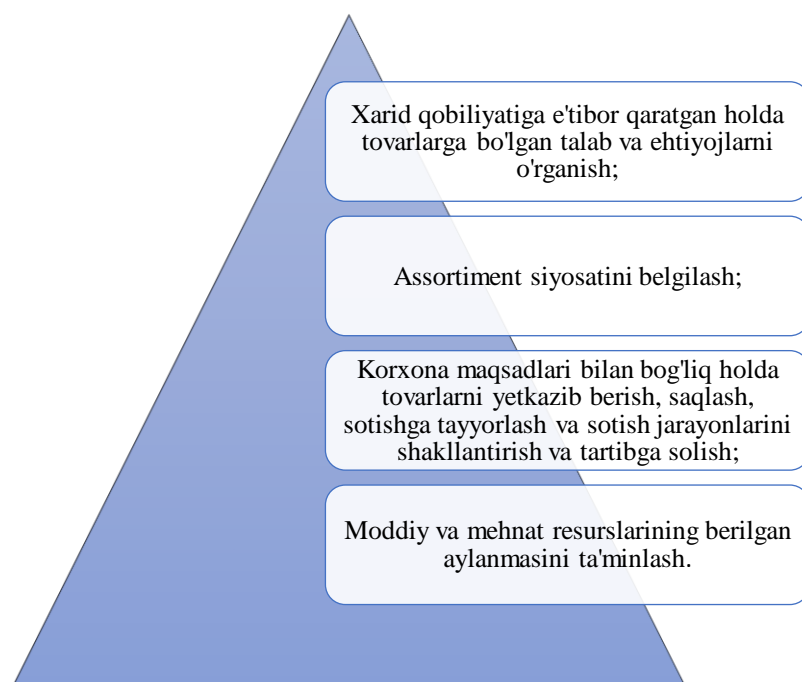 Xarid qobiliyatiga e'tibor qaratgan holda
tovarlarga bo'lgan talab va ehtiyojlarni
o'rganish;
Assortiment siyosatini belgilash;
Korxona maqsadlari bilan bog'liq holda
tovarlarni yetkazib berish, saqlash,
sotishga tayyorlash va sotish jarayonlarini
shakllantirish va tartibga solish;
Moddiy va mehnat resurslarining berilgan
aylanmasini ta'minlash.